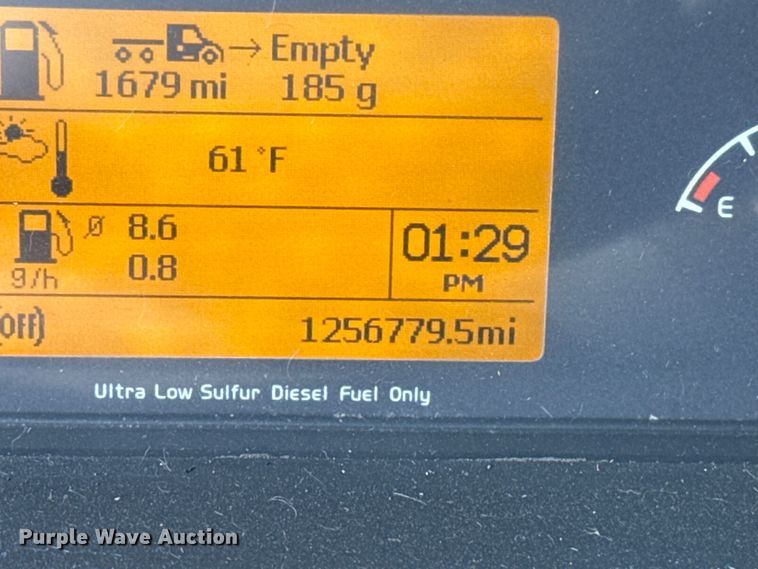 → Empty
1679 mi 185 g
61 °F
ø 8.6
g/h 0.8
01:29
PM
(Off)
1256779.5mi
E
Ultra Low Sulfur Diesel Fuel Only
Purple Wave Auction